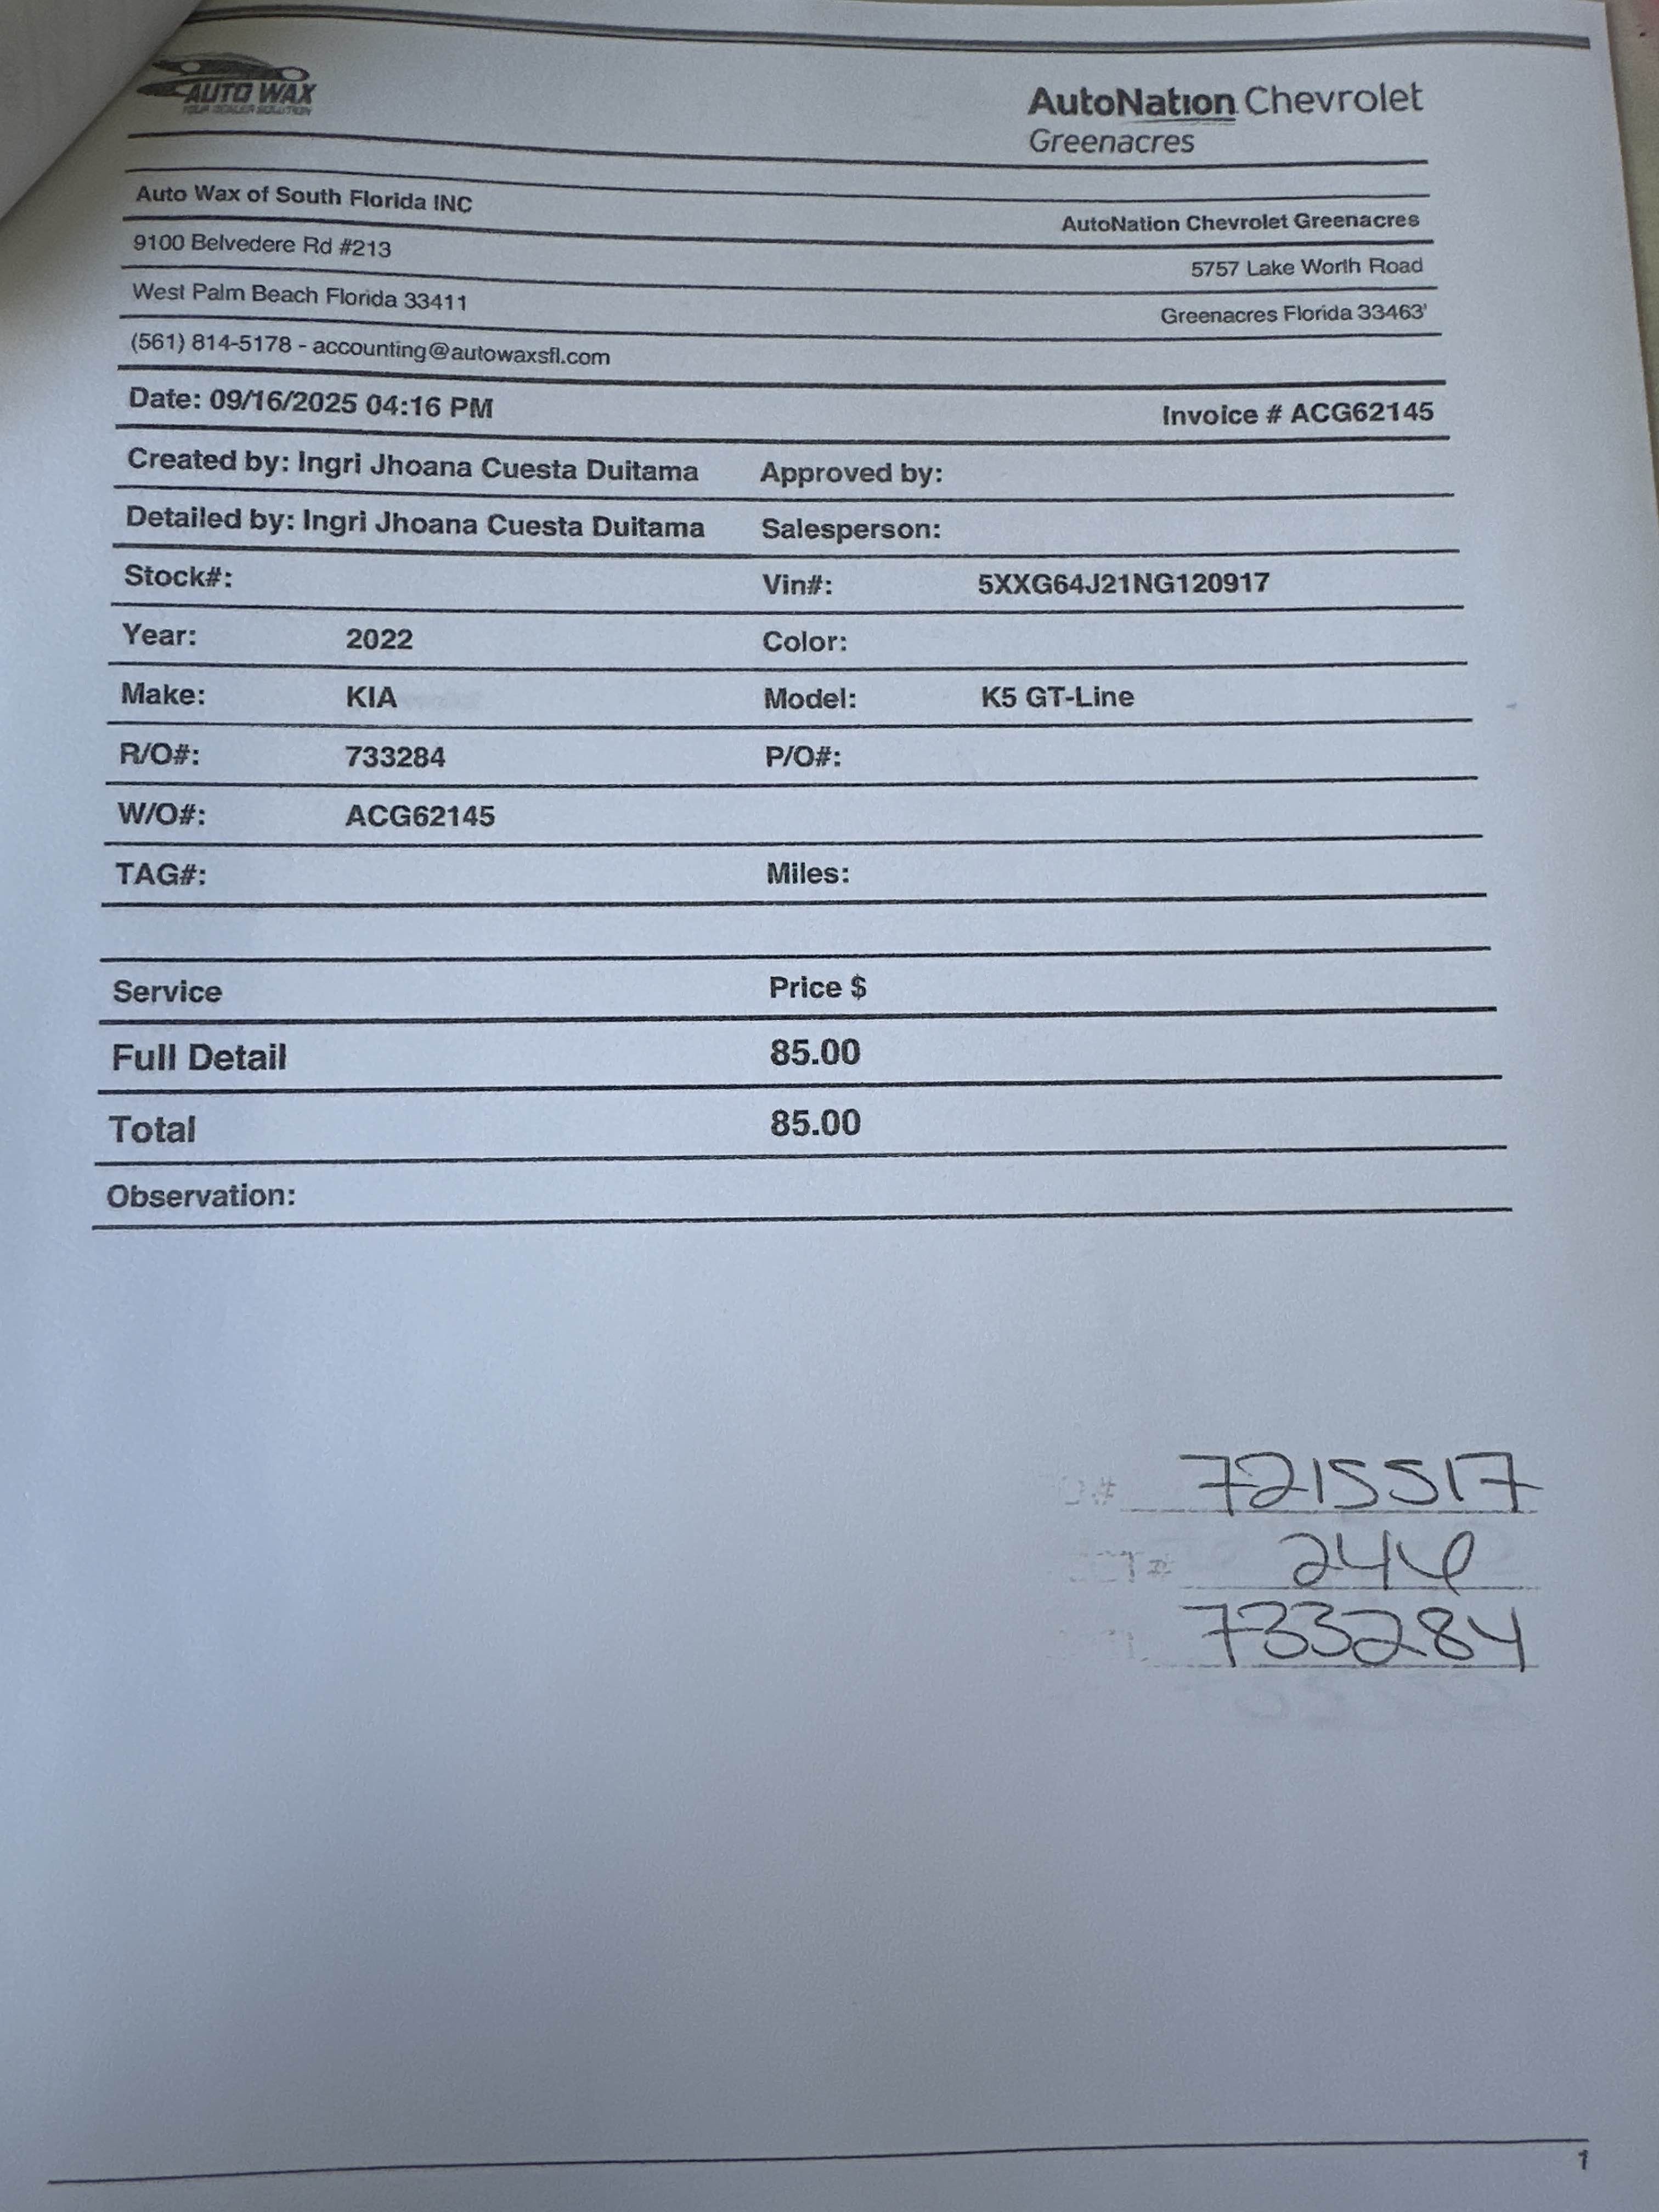 AUTO WAX
YOUR DEALER SOLUTION
AutoNation Chevrolet
Greenacres
Auto Wax of South Florida INC
AutoNation Chevrolet Greenacres
9100 Belvedere Rd #213
5757 Lake Worth Road
West Palm Beach Florida 33411
Greenacres Florida 33463'
(561) 814-5178 - accounting@autowaxsfl.com
Date: 09/16/2025 04:16 PM Invoice # ACG62145
Created by: Ingri Jhoana Cuesta Duitama Approved by:
Detailed by: Ingri Jhoana Cuesta Duitama Salesperson:
Stock#: Vin#: 5XXG64J21NG120917
Year: 2022 Color:
Make: KIA Model: K5 GT-Line
R/O#: 733284 P/O#:
W/O#: ACG62145
TAG#: Miles:
Service Price $
Full Detail 85.00
Total 85.00
Observation:
7215517
246
733284
1